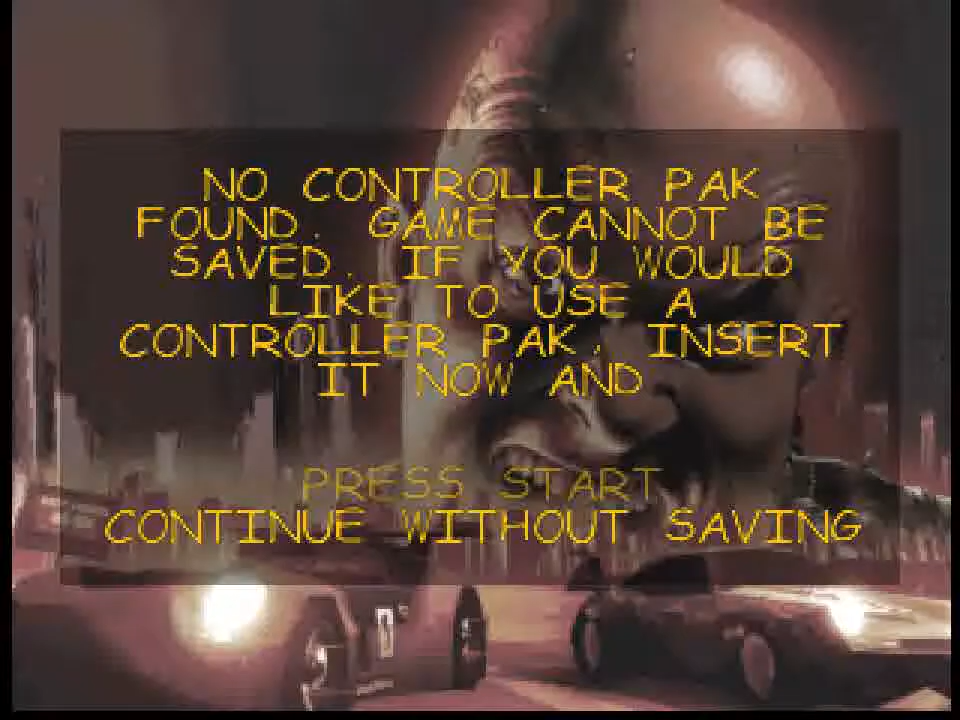 NO CONTROLLER PAK
FOUND. GAME CANNOT BE
SAVED. IF YOU WOULD
LIKE TO USE A
CONTROLLER PAK, INSERT
IT NOW AND
PRESS START
CONTINUE WITHOUT SAVING